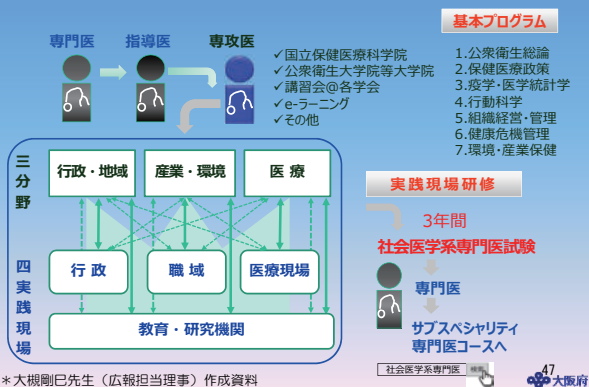 基本プログラム
専門医
指導医
専攻医
✓国立保健医療科学院
✓公衆衛生大学院等大学院
✓講習会@各学会
✓e-ラーニング
✓その他
1.公衆衛生総論
2.保健医療政策
3.疫学・医学統計学
4.行動科学
5.組織経営・管理
6.健康危機管理
7.環境・産業保健
三分野
行政・地域
産業・環境
医 療
実践現場研修
3年間
社会医学系専門医試験
専門医
サブスペシャリティ
専門医コースへ
四実践現場
行 政
職 域
医療現場
教育・研究機関
社会医学系専門医
検索
47
大阪府
＊大槻剛巳先生（広報担当理事）作成資料